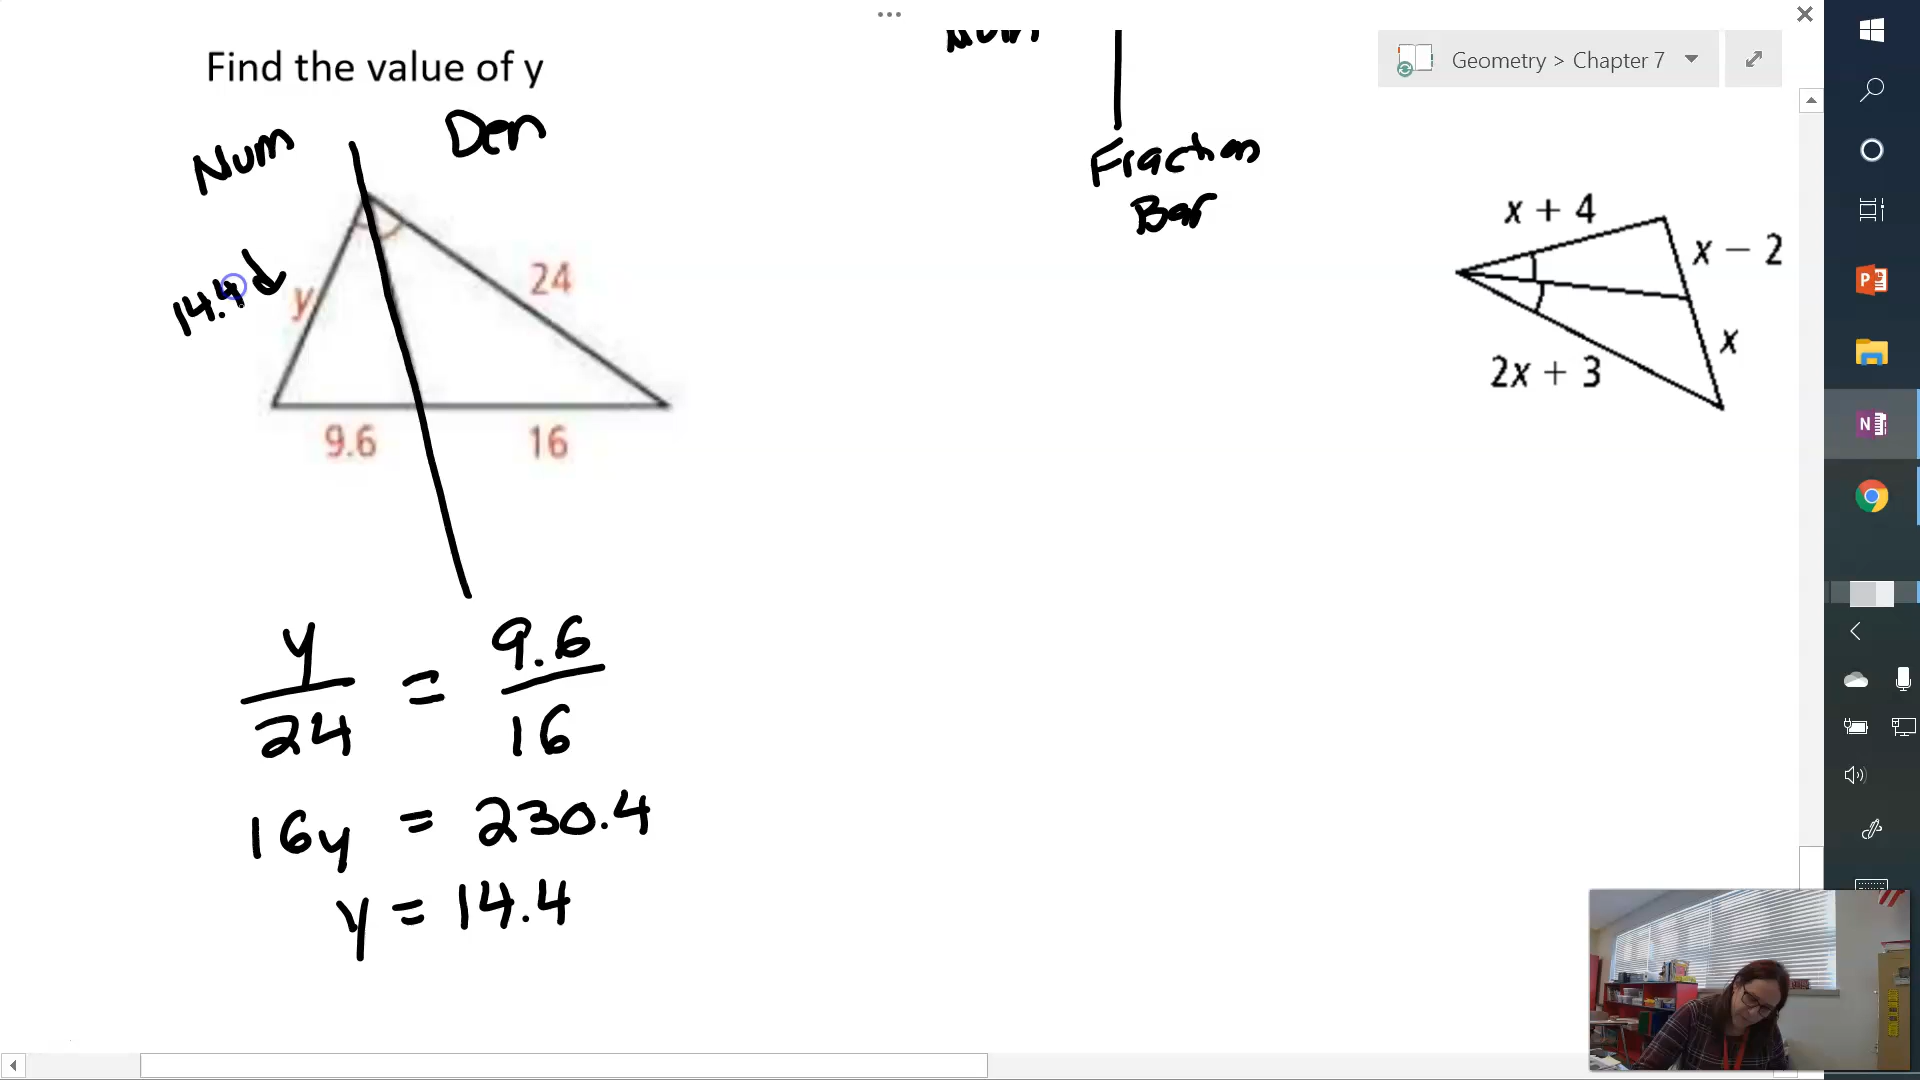 Find the value of y
Num
Den
14.4
y
24
9.6
16
y/24 = 9.6/16
16y = 230.4
y = 14.4
Num
Fraction
Bar
Geometry > Chapter 7
x + 4
x − 2
x
2x + 3